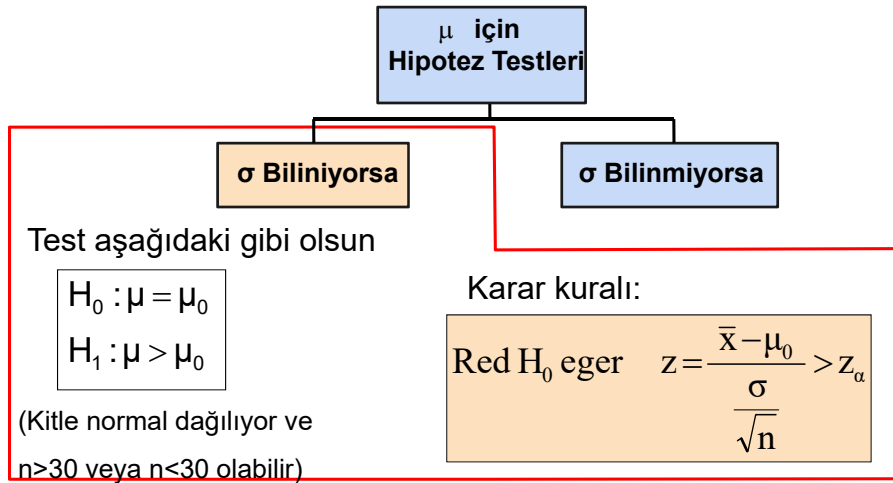 μ için
Hipotez Testleri
σ Biliniyorsa
σ Bilinmiyorsa
Test aşağıdaki gibi olsun
H₀ : μ = μ₀
H₁ : μ > μ₀
(Kitle normal dağılıyor ve
n>30 veya n<30 olabilir)
Karar kuralı:
Red H₀ eger z = (x̄ − μ₀) / (σ / √n) > z_α